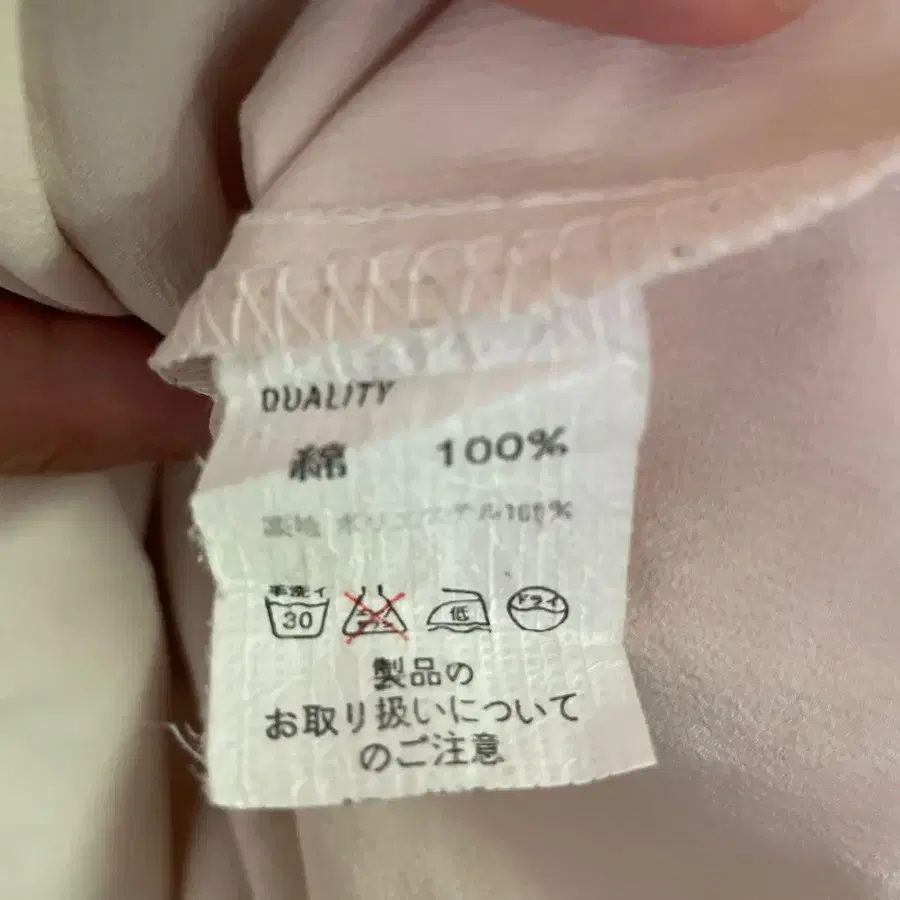 QUALITY
綿 100%
裏地 ポリエステル100%
手洗イ
30 低 ドライ
製品の
お取り扱いについて
のご注意